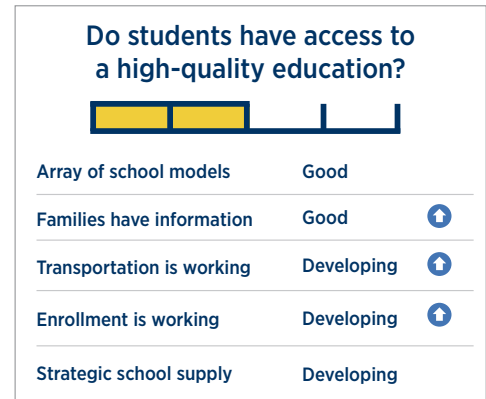 Do students have access to
a high-quality education?
Array of school models Good
Families have information Good
Transportation is working Developing
Enrollment is working Developing
Strategic school supply Developing